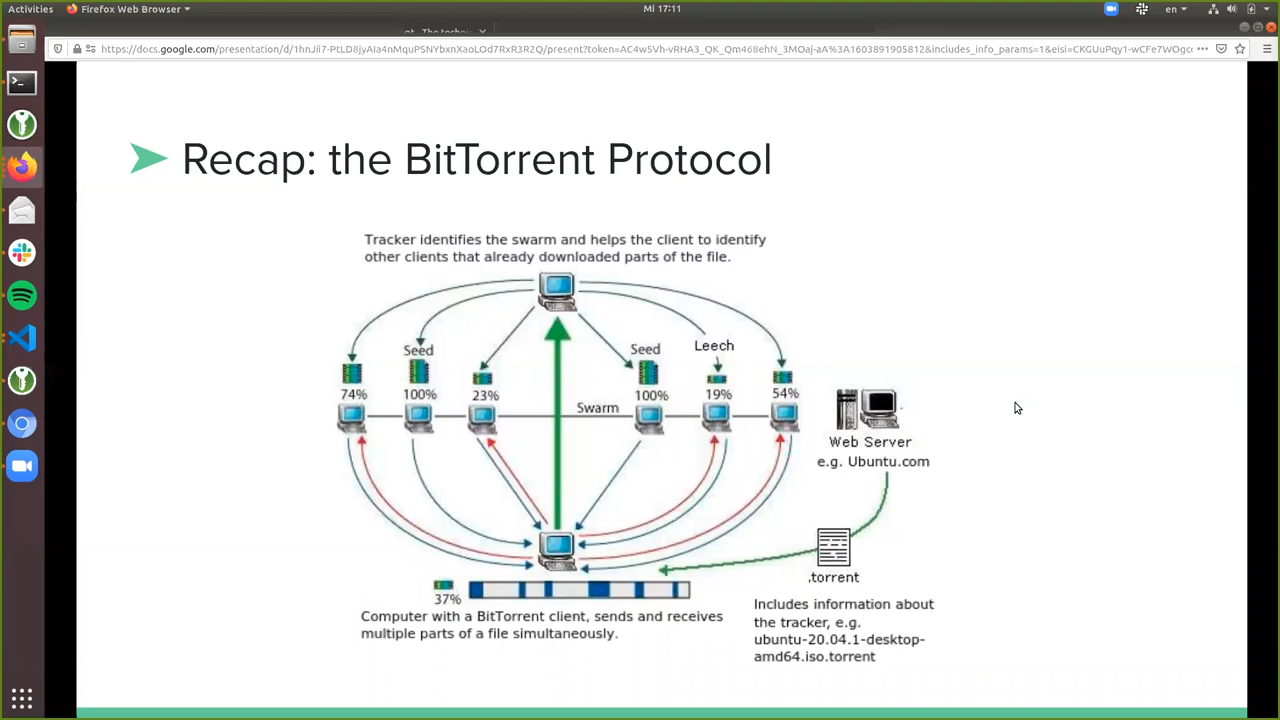 Activities
Firefox Web Browser
Mi 17:11
en
https://docs.google.com/presentation/d/1hnJii7-PtLD8jyAIa4nMquPSNYbxnXaoLOd7RxR3R2Q/present?token=AC4w5Vh-vRHA3_QK_Qm468ehN_3MOaj-aA%3A1603891905812&includes_info_params=1&eisi=CKGUuPqy1-wCFe7WOgc
Recap: the BitTorrent Protocol
Tracker identifies the swarm and helps the client to identify
other clients that already downloaded parts of the file.
Seed
Seed
Leech
74%
100%
23%
100%
19%
54%
Swarm
Web Server
e.g. Ubuntu.com
.torrent
37%
Computer with a BitTorrent client, sends and receives
multiple parts of a file simultaneously.
Includes information about
the tracker, e.g.
ubuntu-20.04.1-desktop-
amd64.iso.torrent